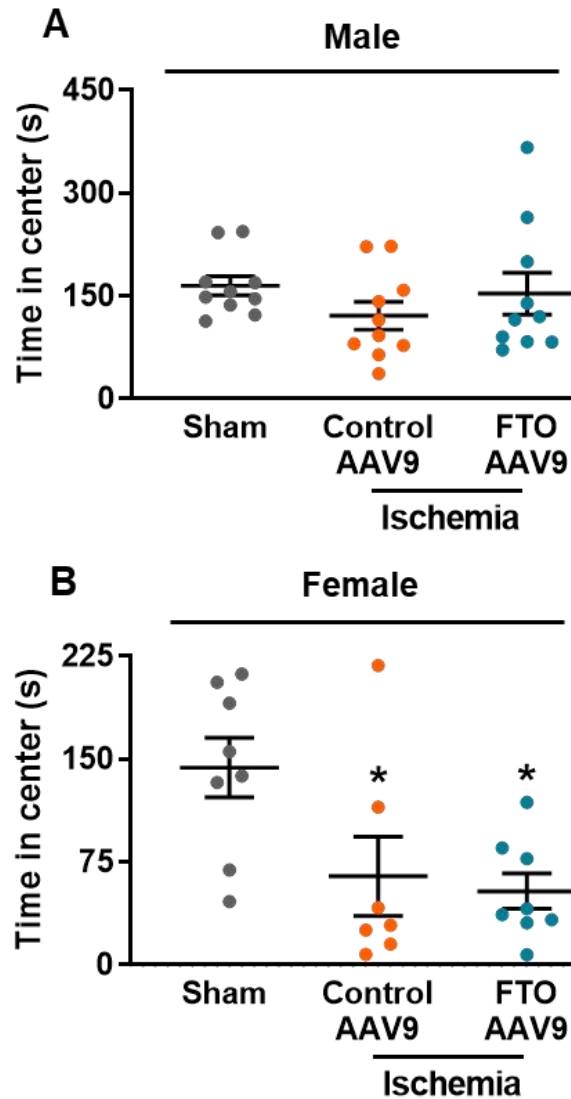 A
Male
Time in center (s)
450
300
150
0
Sham
Control
AAV9
FTO
AAV9
Ischemia
B
Female
Time in center (s)
225
150
75
0
*
*
Sham
Control
AAV9
FTO
AAV9
Ischemia